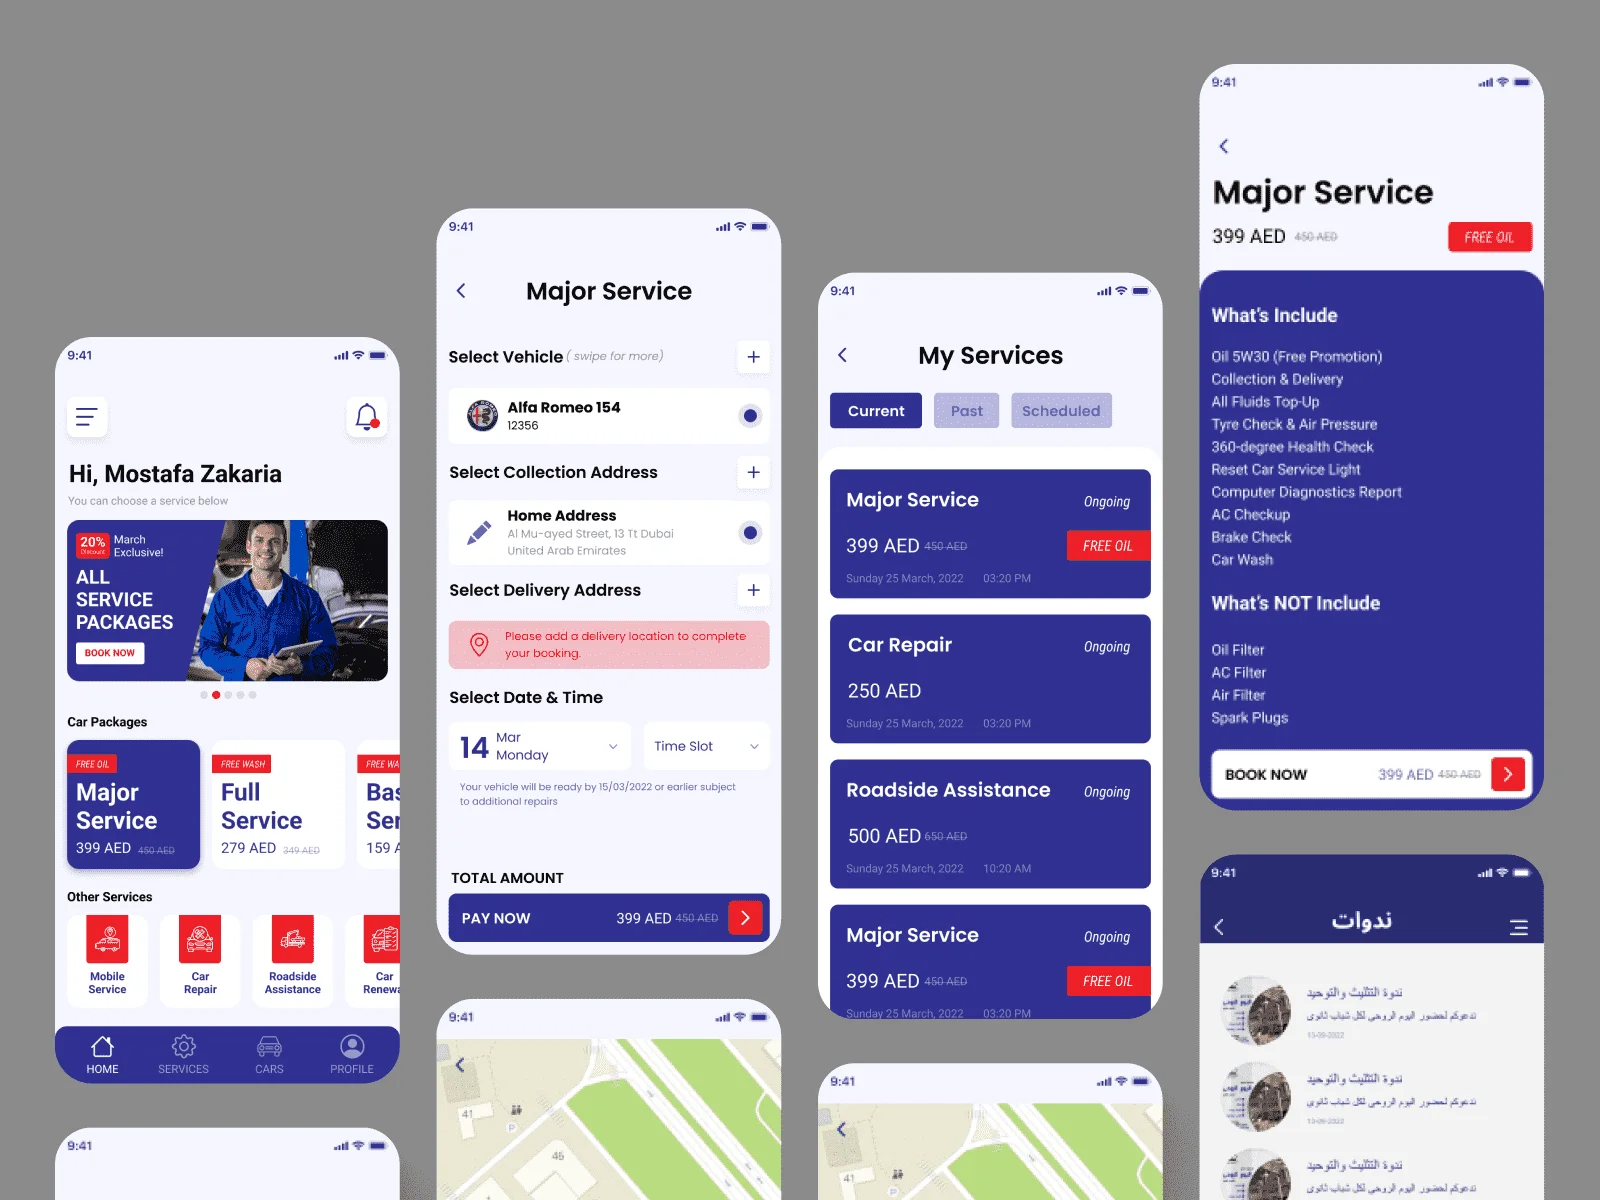 9:41
Hi, Mostafa Zakaria
You can choose a service below
20%
Discount
March
Exclusive!
ALL
SERVICE
PACKAGES
BOOK NOW
Car Packages
FREE OIL
Major
Service
399 AED 450 AED
FREE WASH
Full
Service
279 AED 349 AED
FREE WA
Bas
Ser
159 A
Other Services
Mobile
Service
Car
Repair
Roadside
Assistance
Car
Renewa
HOME
SERVICES
CARS
PROFILE
9:41
9:41
Major Service
Select Vehicle ( swipe for more)
Alfa Romeo 154
12356
Select Collection Address
Home Address
Al Mu-ayed Street, 13 Tt Dubai
United Arab Emirates
Select Delivery Address
Please add a delivery location to complete
your booking.
Select Date & Time
14
Mar
Monday
Time Slot
Your vehicle will be ready by 15/03/2022 or earlier subject
to additional repairs
TOTAL AMOUNT
PAY NOW 399 AED 450 AED
9:41
41
P
45
9:41
My Services
Current Past Scheduled
Major Service Ongoing
399 AED 450 AED FREE OIL
Sunday 25 March, 2022 03:20 PM
Car Repair Ongoing
250 AED
Sunday 25 March, 2022 03:20 PM
Roadside Assistance Ongoing
500 AED 650 AED
Sunday 25 March, 2022 10:20 AM
Major Service Ongoing
399 AED 450 AED FREE OIL
Sunday 25 March, 2022 03:20 PM
9:41
41
P
9:41
Major Service
399 AED 450 AED FREE OIL
What's Include
Oil 5W30 (Free Promotion)
Collection & Delivery
All Fluids Top-Up
Tyre Check & Air Pressure
360-degree Health Check
Reset Car Service Light
Computer Diagnostics Report
AC Checkup
Brake Check
Car Wash
What's NOT Include
Oil Filter
AC Filter
Air Filter
Spark Plugs
BOOK NOW 399 AED 450 AED
9:41
ندوات
ندوة التثليث والتوحيد
ندعوكم لحضور اليوم الروحي لكل شباب ثانوى
13-09-2022
ندوة التثليث والتوحيد
ندعوكم لحضور اليوم الروحي لكل شباب ثانوى
13-09-2022
ندوة التثليث والتوحيد
ندعوكم لحضور اليوم الروحي لكل شباب ثانوى